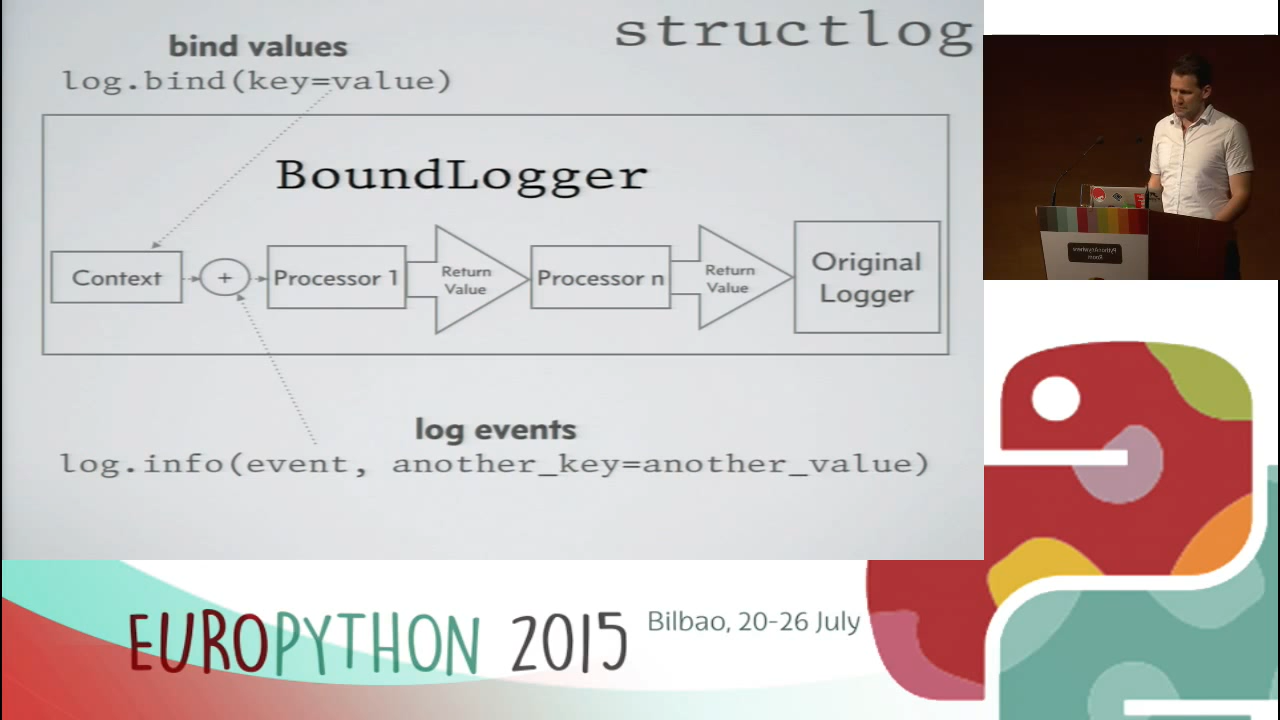 structlog
bind values
log.bind(key=value)
BoundLogger
Context
+
Processor 1
Return
Value
Processor n
Return
Value
Original
Logger
log events
log.info(event, another_key=another_value)
EUROPYTHON 2015
Bilbao, 20-26 July